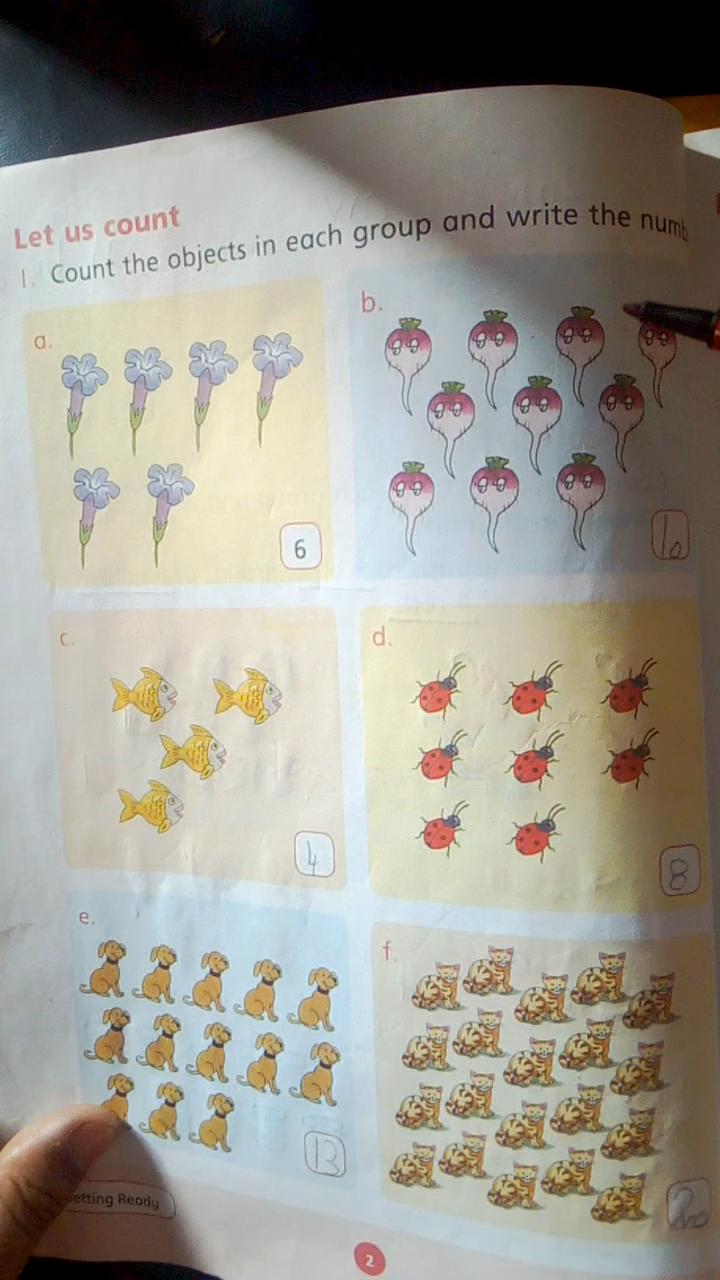 Let us count
1. Count the objects in each group and write the numb
a.
b.
6
10
c.
d.
4
8
e.
f.
13
20
etting Ready
2